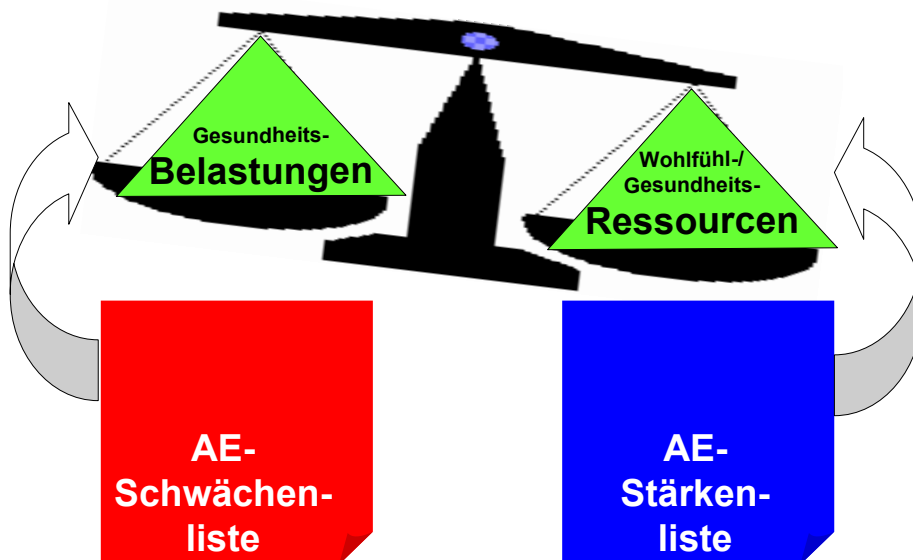 Gesundheits-
Belastungen
Wohlfühl-/
Gesundheits-
Ressourcen
AE-
Schwächen-
liste
AE-
Stärken-
liste